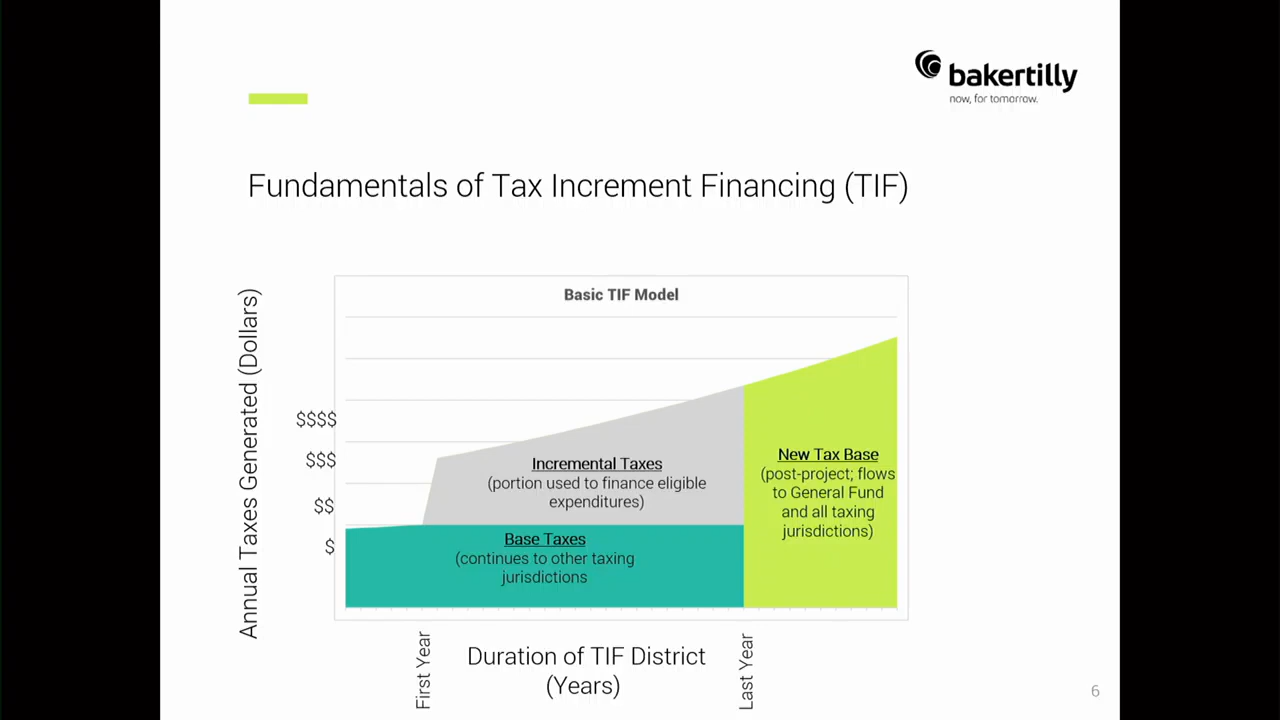 bakertilly
now, for tomorrow.
Fundamentals of Tax Increment Financing (TIF)
Basic TIF Model
Annual Taxes Generated (Dollars)
$$$$
$$$
$$
$
Incremental Taxes
(portion used to finance eligible
expenditures)
Base Taxes
(continues to other taxing
jurisdictions
New Tax Base
(post-project; flows
to General Fund
and all taxing
jurisdictions)
First Year
Duration of TIF District
(Years)
Last Year
6